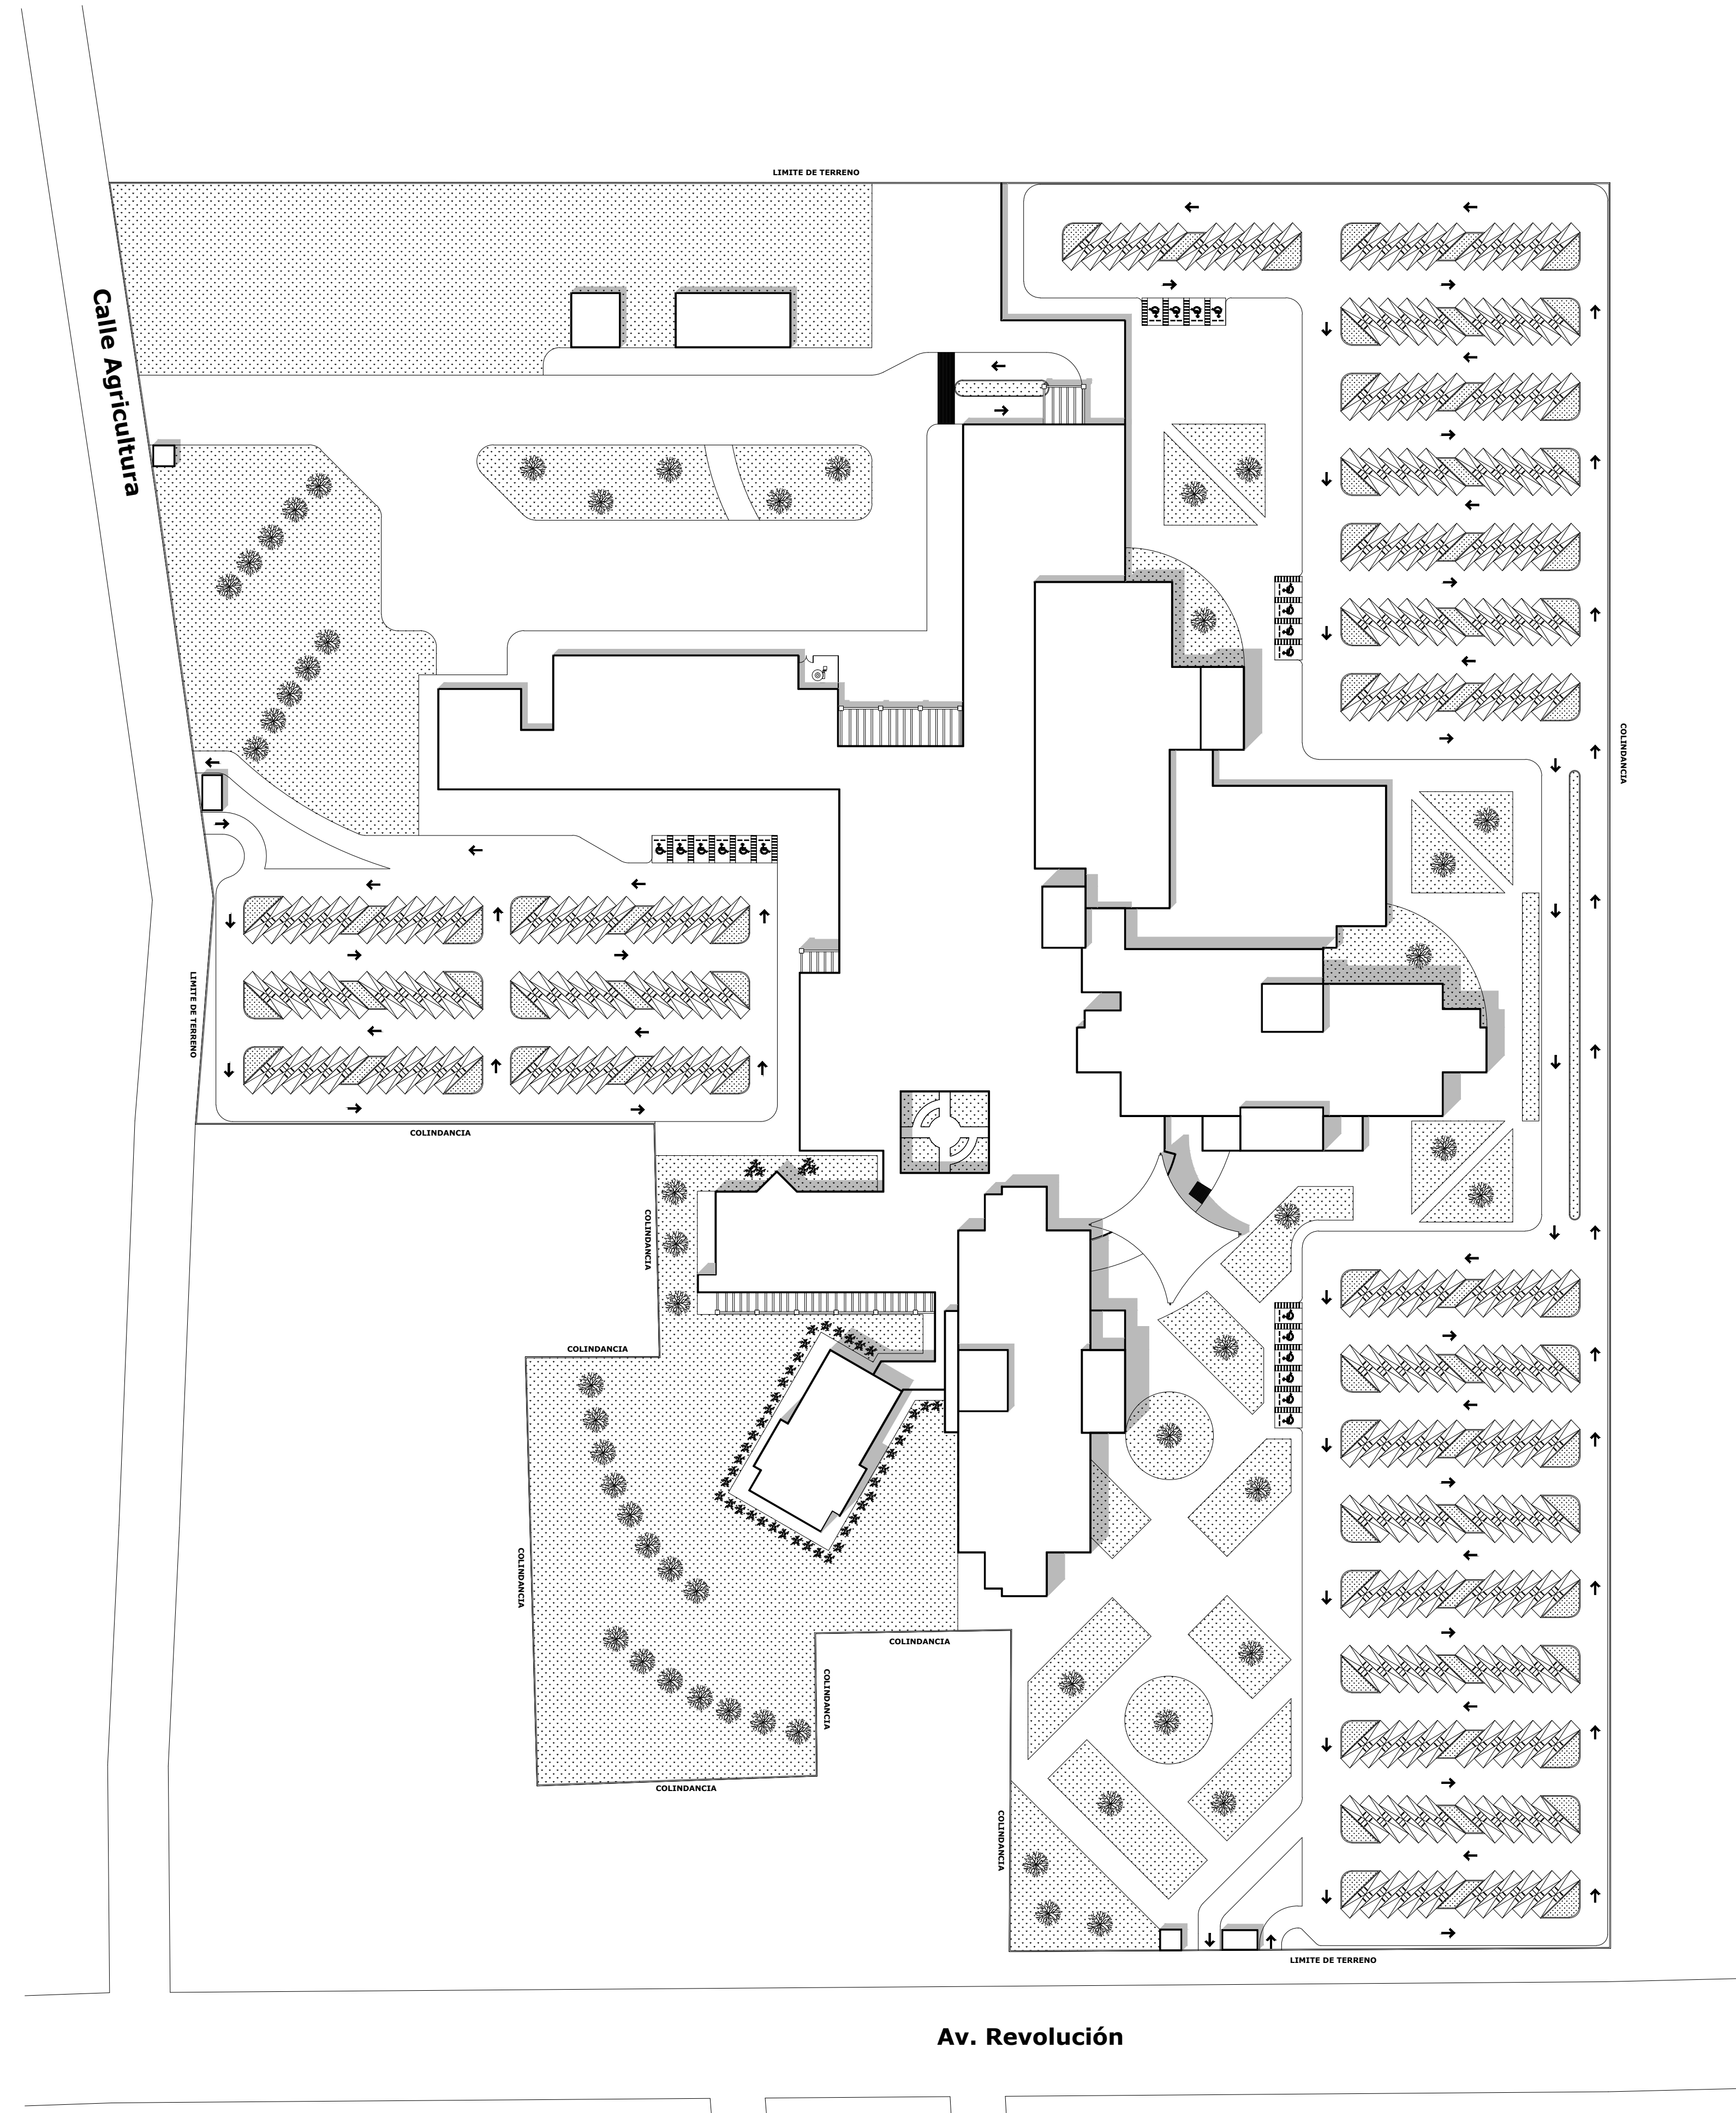 LIMITE DE TERRENO
Calle Agricultura
COLINDANCIA
LIMITE DE TERRENO
COLINDANCIA
COLINDANCIA
COLINDANCIA
COLINDANCIA
COLINDANCIA
COLINDANCIA
COLINDANCIA
COLINDANCIA
LIMITE DE TERRENO
Av. Revolución